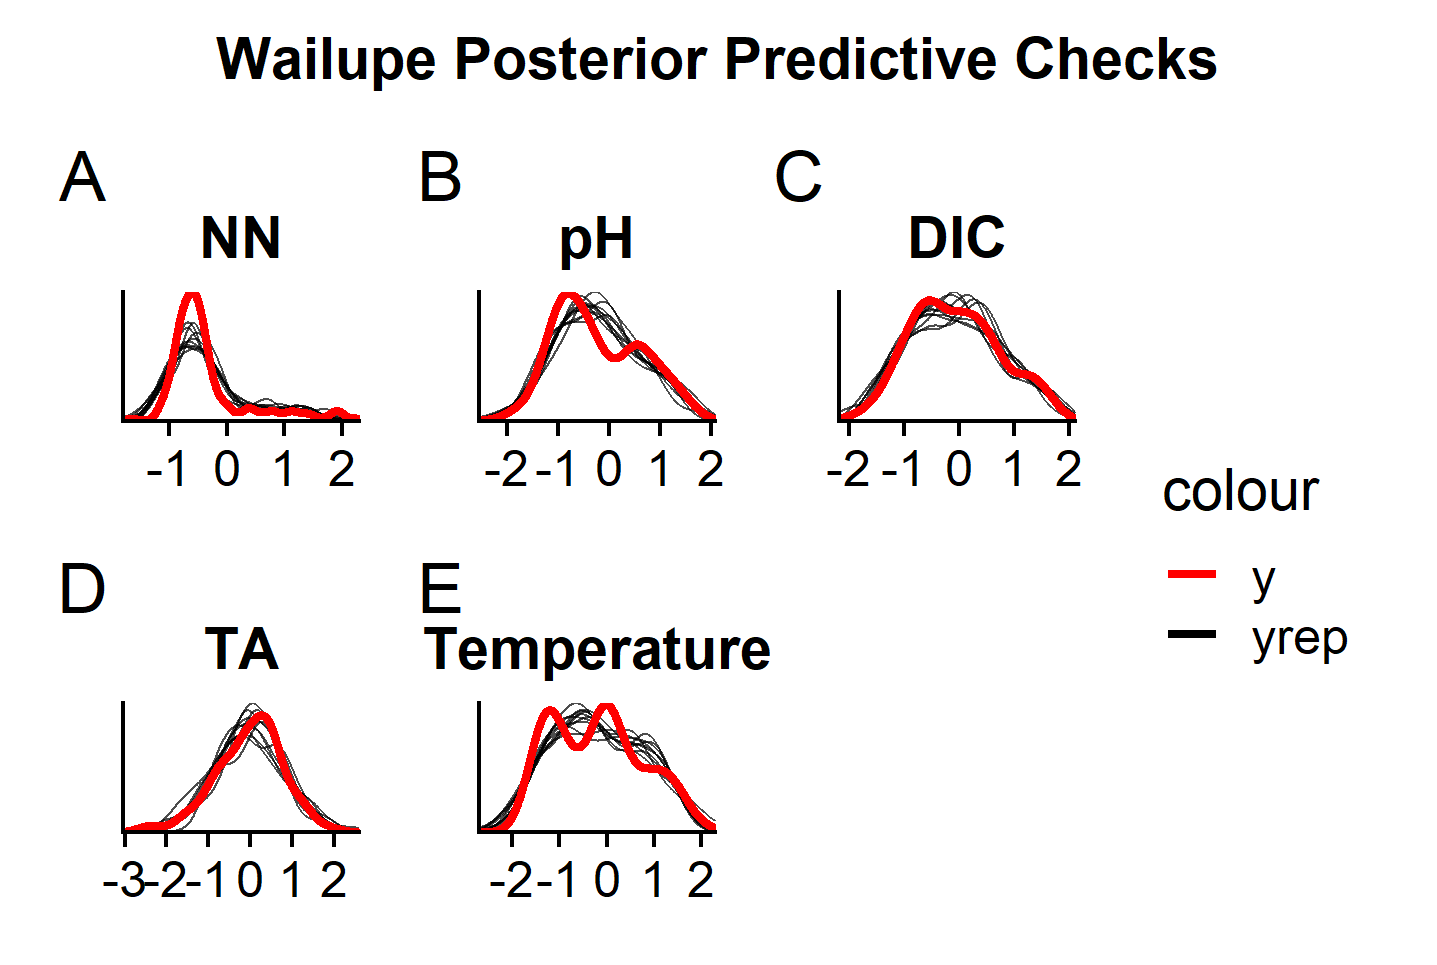 Wailupe Posterior Predictive Checks
A
B
C
NN
pH
DIC
-1 0 1 2
-2 -1 0 1 2
-2 -1 0 1 2
colour
y
yrep
D
E
TA
Temperature
-3 -2 -1 0 1 2
-2 -1 0 1 2